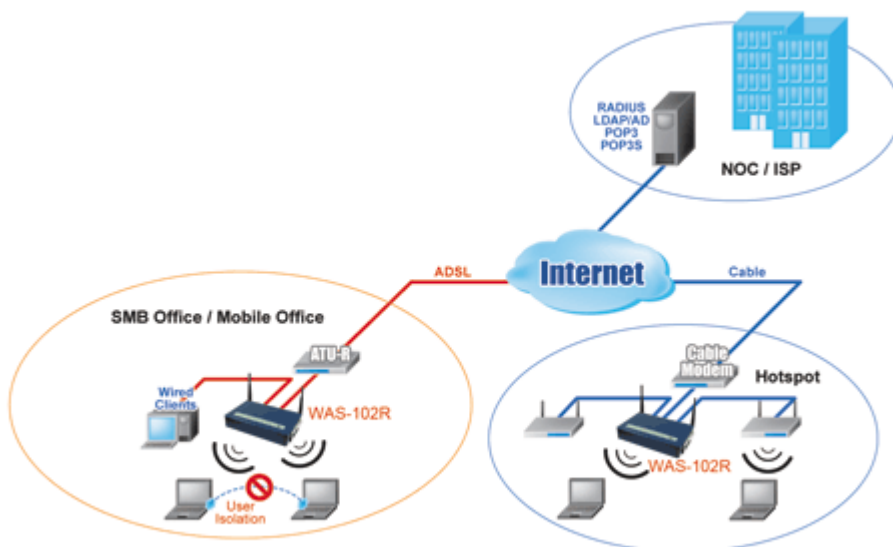 RADIUS
LDAP/AD
POP3
POP3S
NOC / ISP
Internet
ADSL
Cable
SMB Office / Mobile Office
ATU-R
Wired
Clients
WAS-102R
User
Isolation
Cable
Modem
Hotspot
WAS-102R